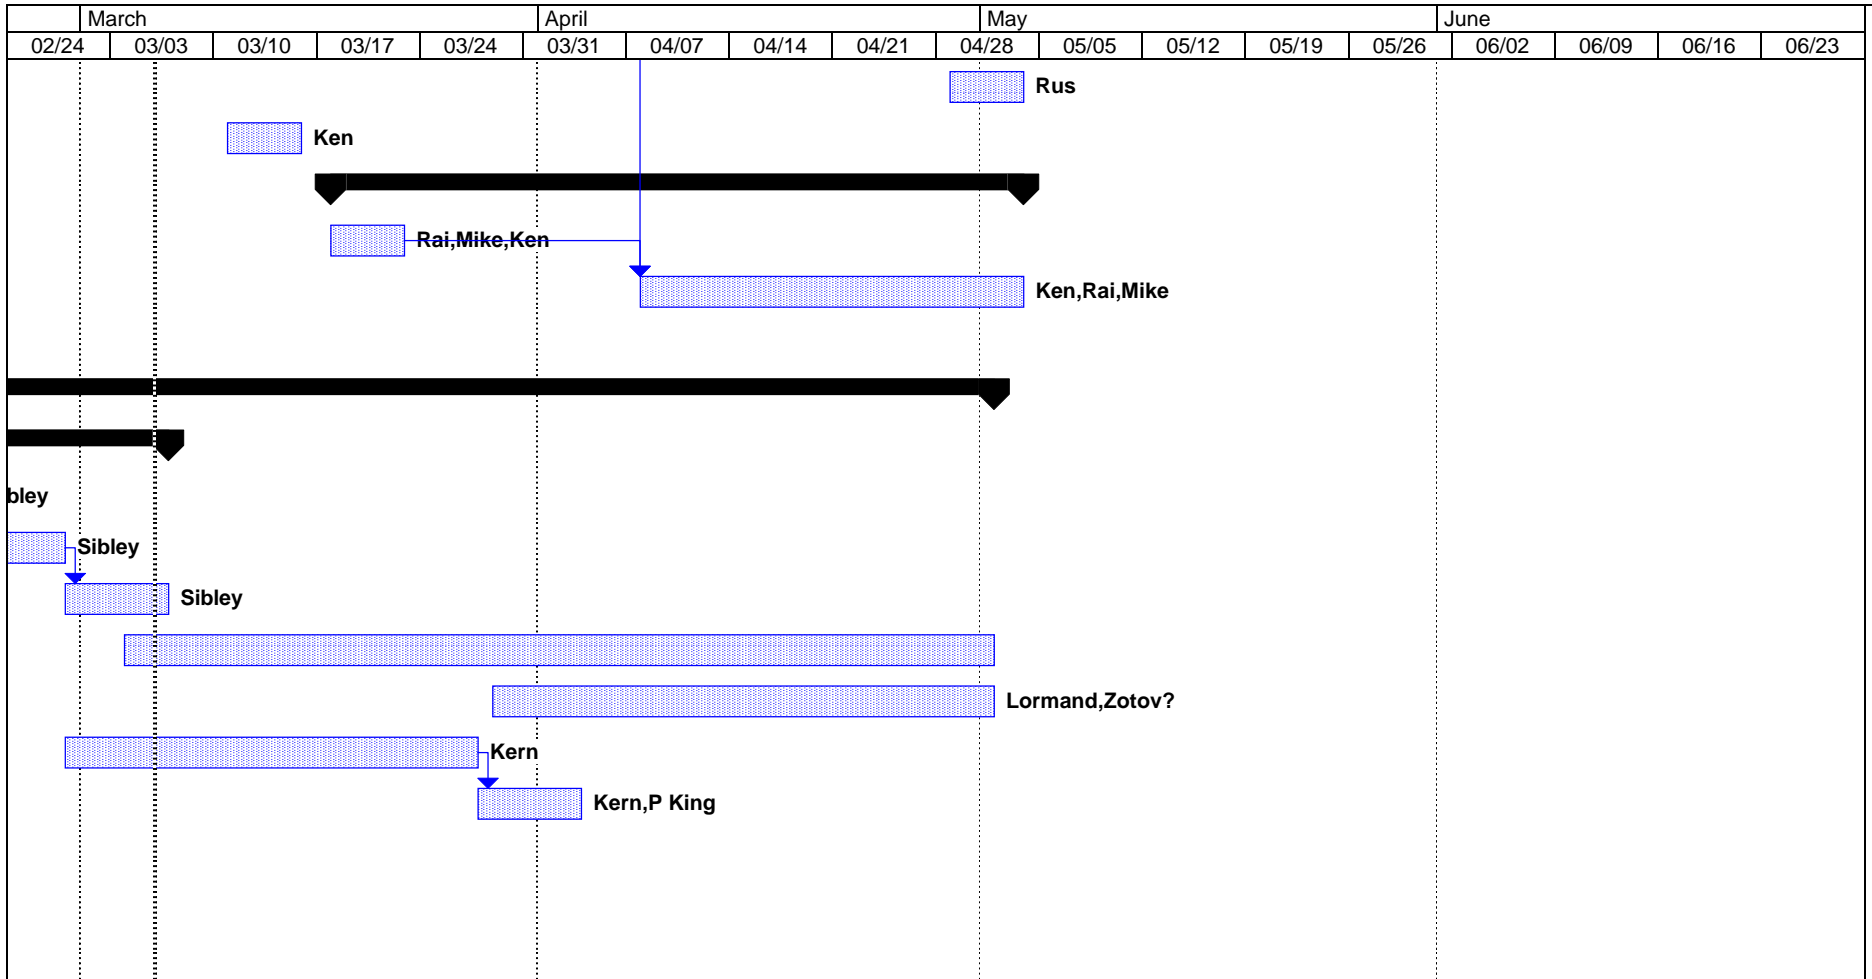 March April May June
02/24 03/03 03/10 03/17 03/24 03/31 04/07 04/14 04/21 04/28 05/05 05/12 05/19 05/26 06/02 06/09 06/16 06/23
Rus
Ken
Rai,Mike,Ken
Ken,Rai,Mike
bley
Sibley
Sibley
Lormand,Zotov?
Kern
Kern,P King